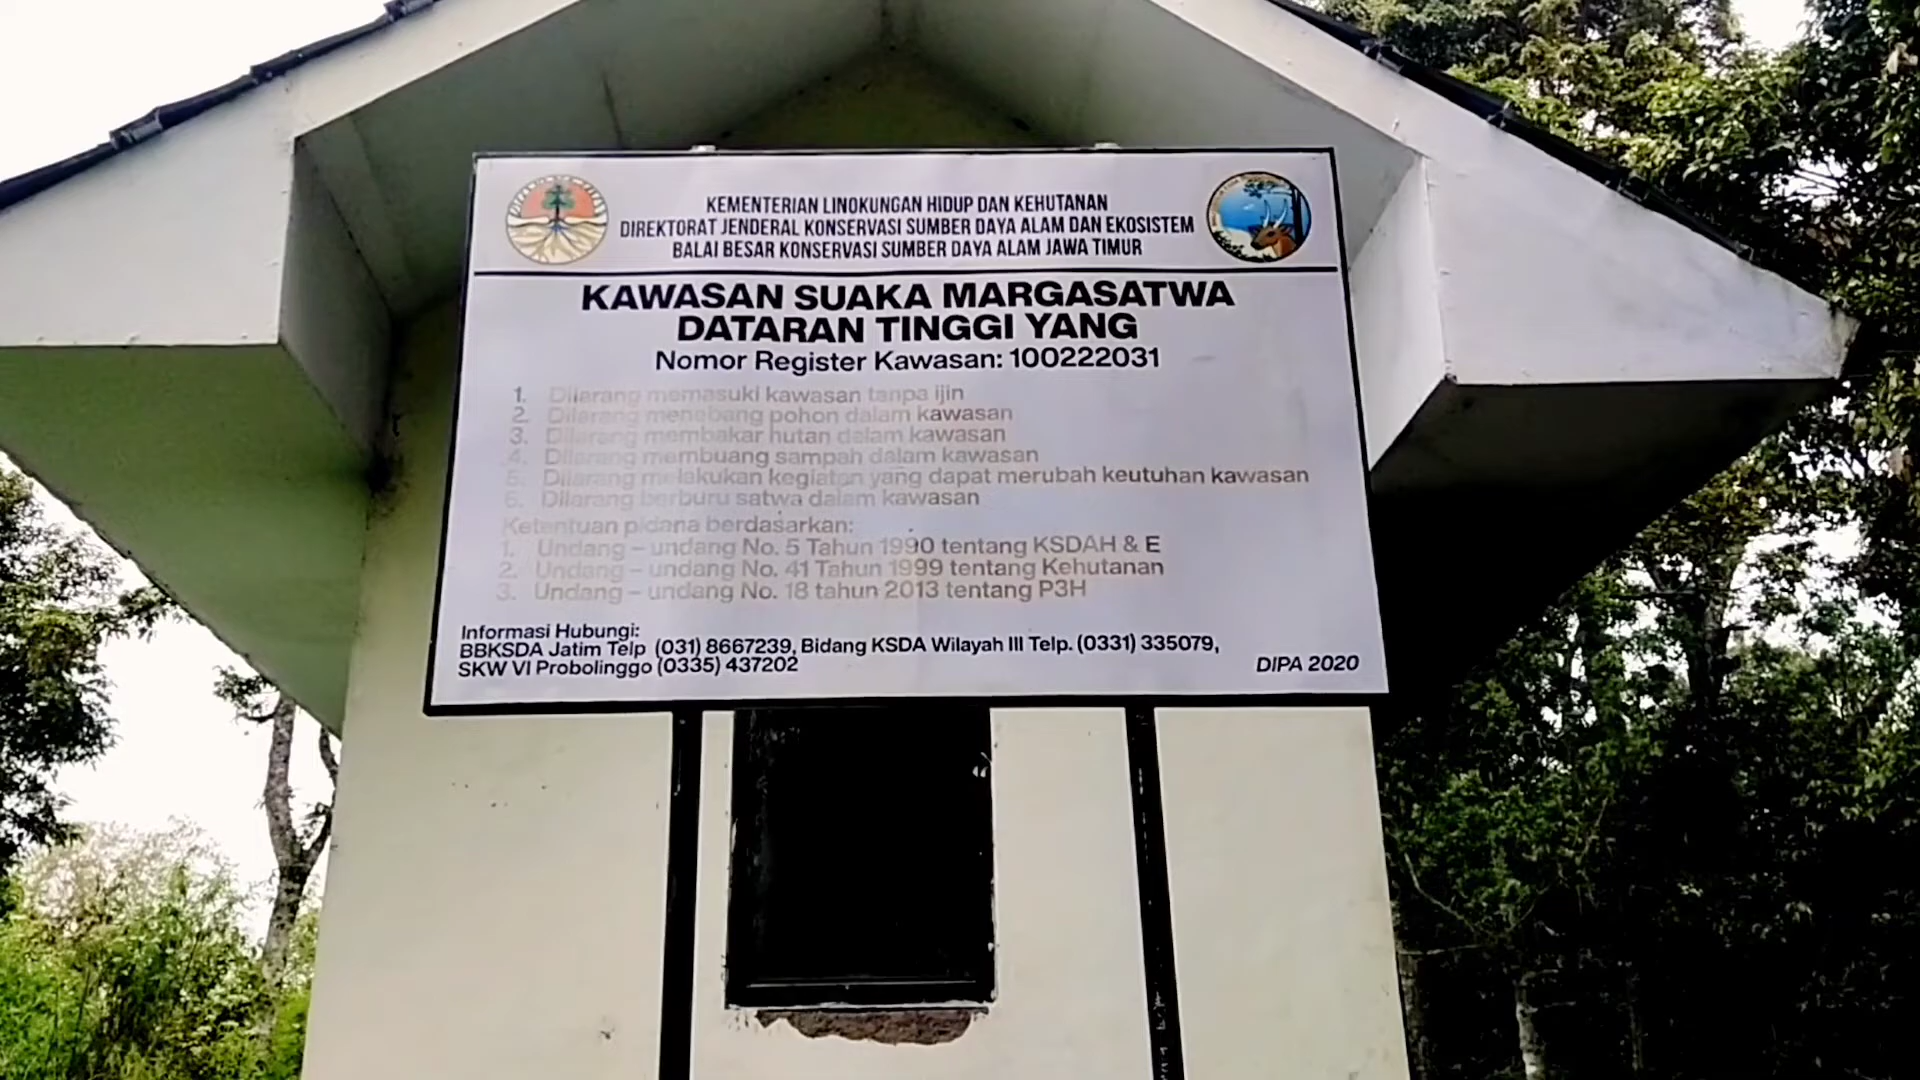 KEMENTERIAN LINOKUNGAN HIDUP DAN KEHUTANAN
DIREKTORAT JENDERAL KONSERVASI SUMBER DAYA ALAM DAN EKOSISTEM
BALAI BESAR KONSERVASI SUMBER DAYA ALAM JAWA TIMUR
KAWASAN SUAKA MARGASATWA
DATARAN TINGGI YANG
Nomor Register Kawasan: 100222031
1. Dilarang memasuki kawasan tanpa ijin
2. Dilarang menebang pohon dalam kawasan
3. Dilarang membakar hutan dalam kawasan
4. Dilarang membuang sampah dalam kawasan
5. Dilarang melakukan kegiatan yang dapat merubah keutuhan kawasan
6. Dilarang berburu satwa dalam kawasan
Ketentuan pidana berdasarkan:
1. Undang - undang No. 5 Tahun 1990 tentang KSDAH & E
2. Undang - undang No. 41 Tahun 1999 tentang Kehutanan
3. Undang - undang No. 18 tahun 2013 tentang P3H
Informasi Hubungi:
BBKSDA Jatim Telp (031) 8667239, Bidang KSDA Wilayah III Telp. (0331) 335079,
SKW VI Probolinggo (0335) 437202
DIPA 2020